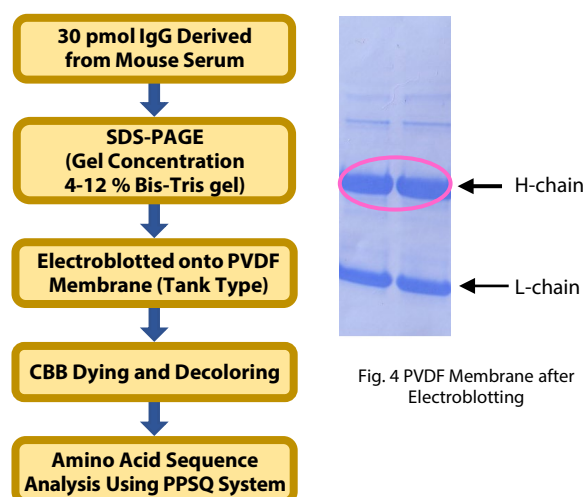 30 pmol IgG Derived
from Mouse Serum
SDS-PAGE
(Gel Concentration
4-12 % Bis-Tris gel)
Electroblotted onto PVDF
Membrane (Tank Type)
CBB Dying and Decoloring
Amino Acid Sequence
Analysis Using PPSQ System
H-chain
L-chain
Fig. 4 PVDF Membrane after
Electroblotting